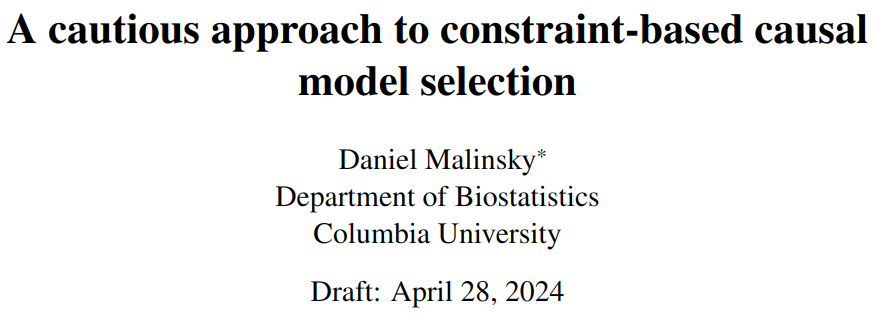 A cautious approach to constraint-based causal
model selection
Daniel Malinsky*
Department of Biostatistics
Columbia University
Draft: April 28, 2024